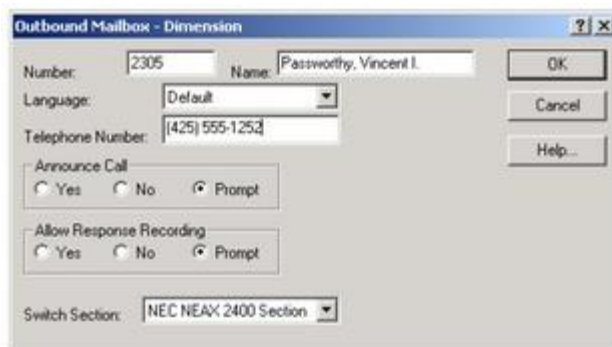 Outbound Mailbox - Dimension
Number: 2305 Name: Passworthy, Vincent I. OK
Language: Default Cancel
Telephone Number: (425) 555-1252 Help...
Announce Call
Yes No Prompt
Allow Response Recording
Yes No Prompt
Switch Section: NEC NEAX 2400 Section